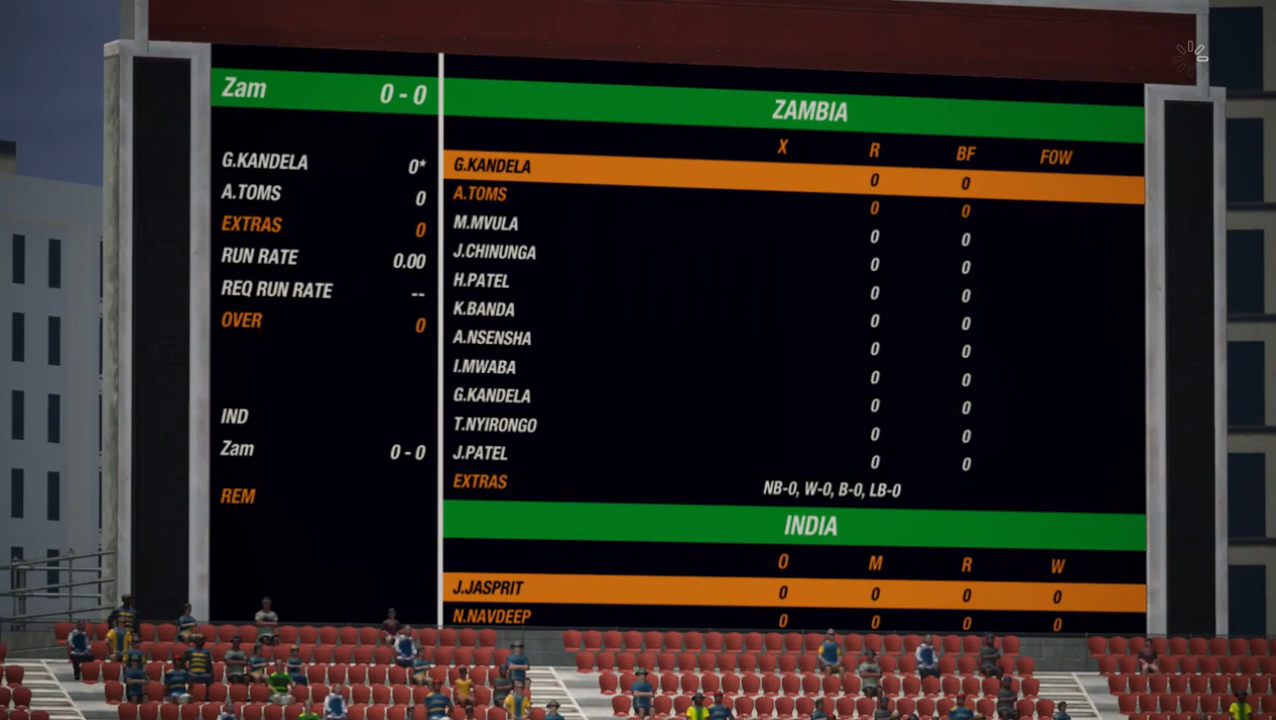 Zam 0 - 0
G.KANDELA 0*
A.TOMS 0
EXTRAS 0
RUN RATE 0.00
REQ RUN RATE --
OVER 0
IND
Zam 0 - 0
REM
ZAMBIA
X R BF FOW
G.KANDELA 0 0
A.TOMS 0 0
M.MVULA 0 0
J.CHINUNGA 0 0
H.PATEL 0 0
K.BANDA 0 0
A.NSENSHA 0 0
I.MWABA 0 0
G.KANDELA 0 0
T.NYIRONGO 0 0
J.PATEL 0 0
EXTRAS NB-0, W-0, B-0, LB-0
INDIA
O M R W
J.JASPRIT 0 0 0 0
N.NAVDEEP 0 0 0 0